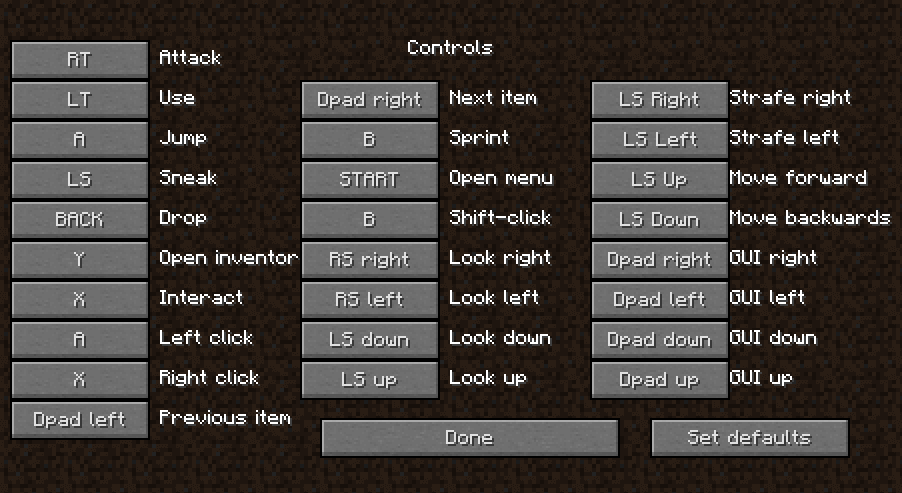 Controls
RT Attack
LT Use
A Jump
LS Sneak
BACK Drop
Y Open inventor
X Interact
A Left click
X Right click
Dpad left Previous item
Dpad right Next item
B Sprint
START Open menu
B Shift-click
RS right Look right
RS left Look left
LS down Look down
LS up Look up
LS Right Strafe right
LS Left Strafe left
LS Up Move forward
LS Down Move backwards
Dpad right GUI right
Dpad left GUI left
Dpad down GUI down
Dpad up GUI up
Done
Set defaults